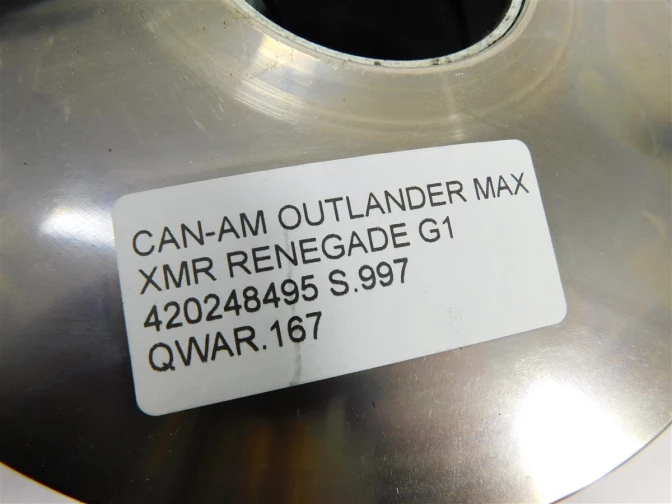 CAN-AM OUTLANDER MAX
XMR RENEGADE G1
420248495 S.997
QWAR.167